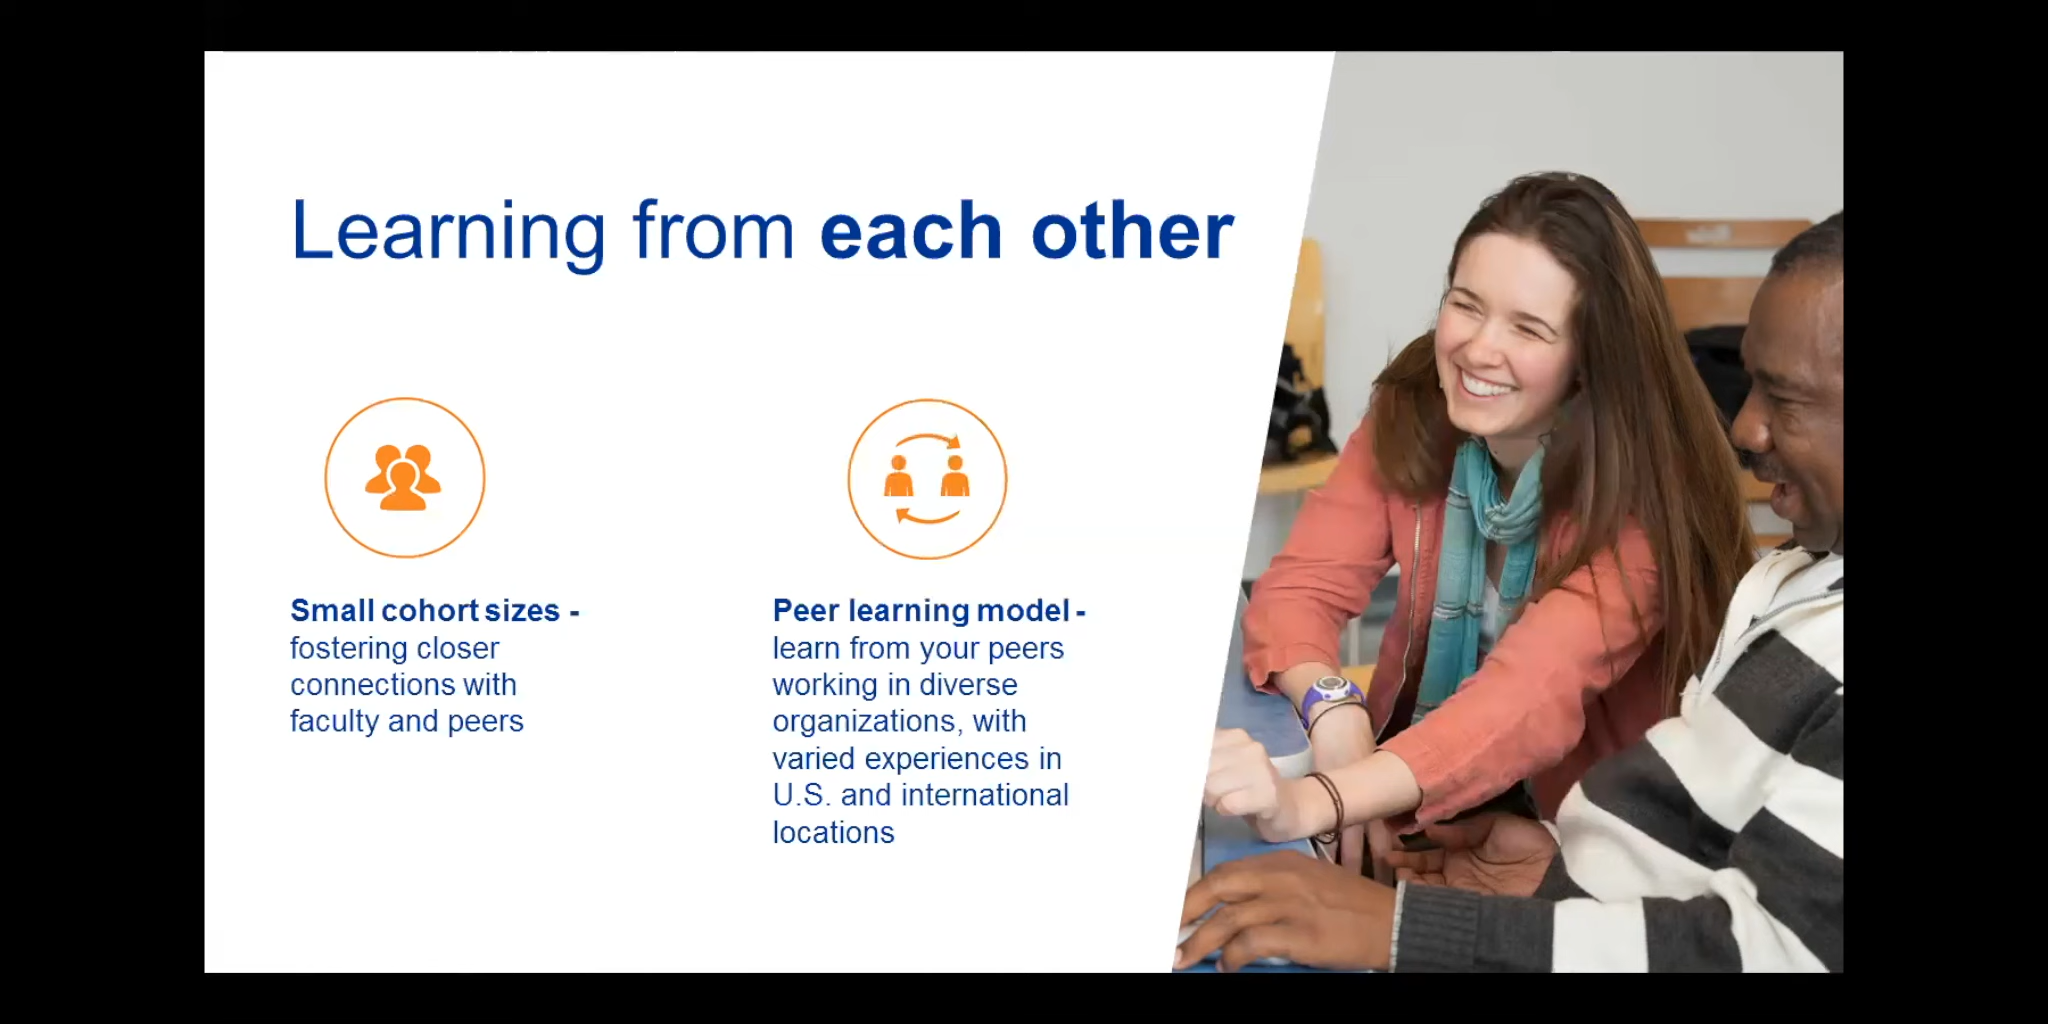 Learning from each other
Small cohort sizes -
fostering closer
connections with
faculty and peers
Peer learning model -
learn from your peers
working in diverse
organizations, with
varied experiences in
U.S. and international
locations